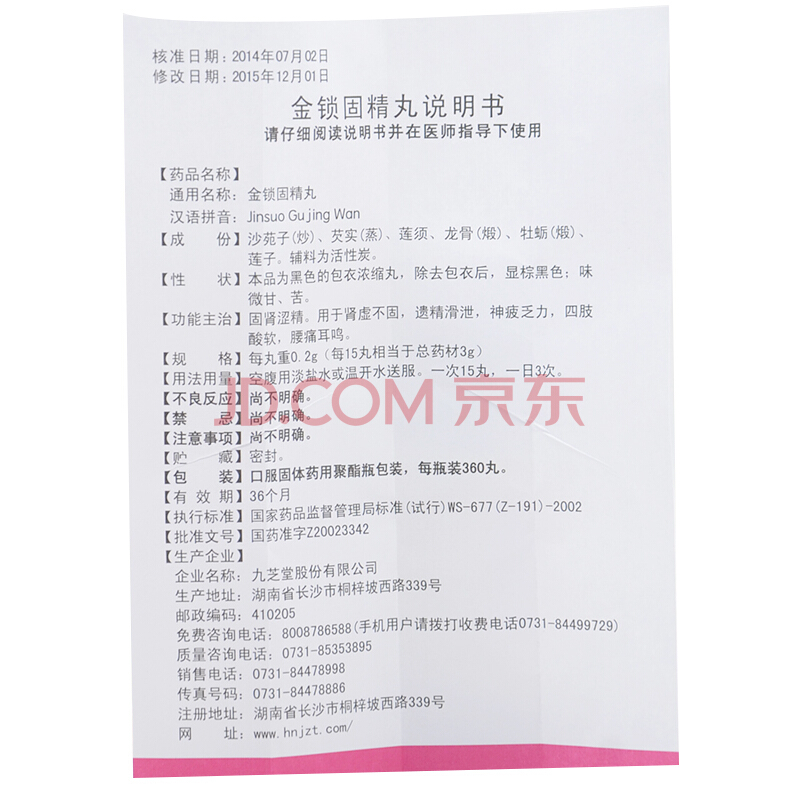 核准日期：2014年07月02日
修改日期：2015年12月01日
金锁固精丸说明书
请仔细阅读说明书并在医师指导下使用
【药品名称】
通用名称：金锁固精丸
汉语拼音：Jinsuo Gujing Wan
【成　　份】沙苑子(炒)、芡实(蒸)、莲须、龙骨(煅)、牡蛎(煅)、
莲子。辅料为活性炭。
【性　　状】本品为黑色的包衣浓缩丸，除去包衣后，显棕黑色；味
微甘、苦。
【功能主治】固肾涩精。用于肾虚不固，遗精滑泄，神疲乏力，四肢
酸软，腰痛耳鸣。
【规　　格】每丸重0.2g（每15丸相当于总药材3g）
【用法用量】空腹用淡盐水或温开水送服。一次15丸，一日3次。
【不良反应】尚不明确。
JD.COM 京东
【禁　　忌】尚不明确。
【注意事项】尚不明确。
【贮　　藏】密封。
【包　　装】口服固体药用聚酯瓶包装，每瓶装360丸。
【有 效 期】36个月
【执行标准】国家药品监督管理局标准(试行)WS-677(Z-191)-2002
【批准文号】国药准字Z20023342
【生产企业】
企业名称：九芝堂股份有限公司
生产地址：湖南省长沙市桐梓坡西路339号
邮政编码：410205
免费咨询电话：8008786588(手机用户请拨打收费电话0731-84499729)
质量咨询电话：0731-85353895
销售电话：0731-84478998
传真号码：0731-84478886
注册地址：湖南省长沙市桐梓坡西路339号
网　　址：www.hnjzt.com/